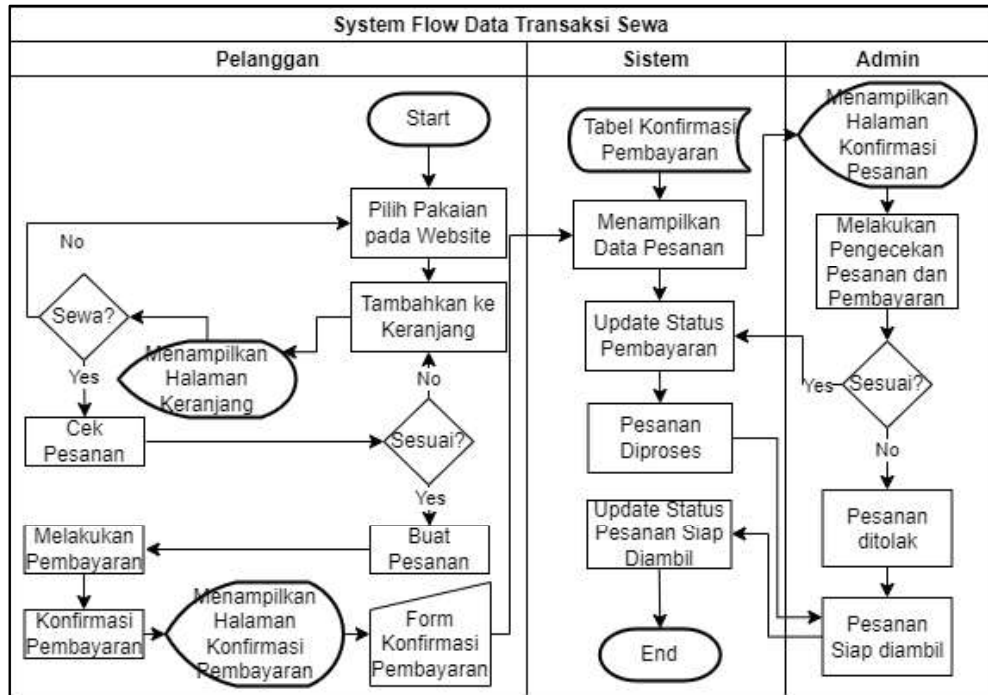 System Flow Data Transaksi Sewa
Pelanggan
Sistem
Admin
Start
Pilih Pakaian
pada Website
No
Tambahkan ke
Keranjang
Sewa?
Menampilkan
Halaman
Keranjang
Yes
No
Cek
Pesanan
Sesuai?
Yes
Buat
Pesanan
Melakukan
Pembayaran
Konfirmasi
Pembayaran
Menampilkan
Halaman
Konfirmasi
Pembayaran
Form
Konfirmasi
Pembayaran
Tabel Konfirmasi
Pembayaran
Menampilkan
Data Pesanan
Update Status
Pembayaran
Pesanan
Diproses
Update Status
Pesanan Siap
Diambil
End
Menampilkan
Halaman
Konfirmasi
Pesanan
Melakukan
Pengecekan
Pesanan dan
Pembayaran
Yes
Sesuai?
No
Pesanan
ditolak
Pesanan
Siap diambil